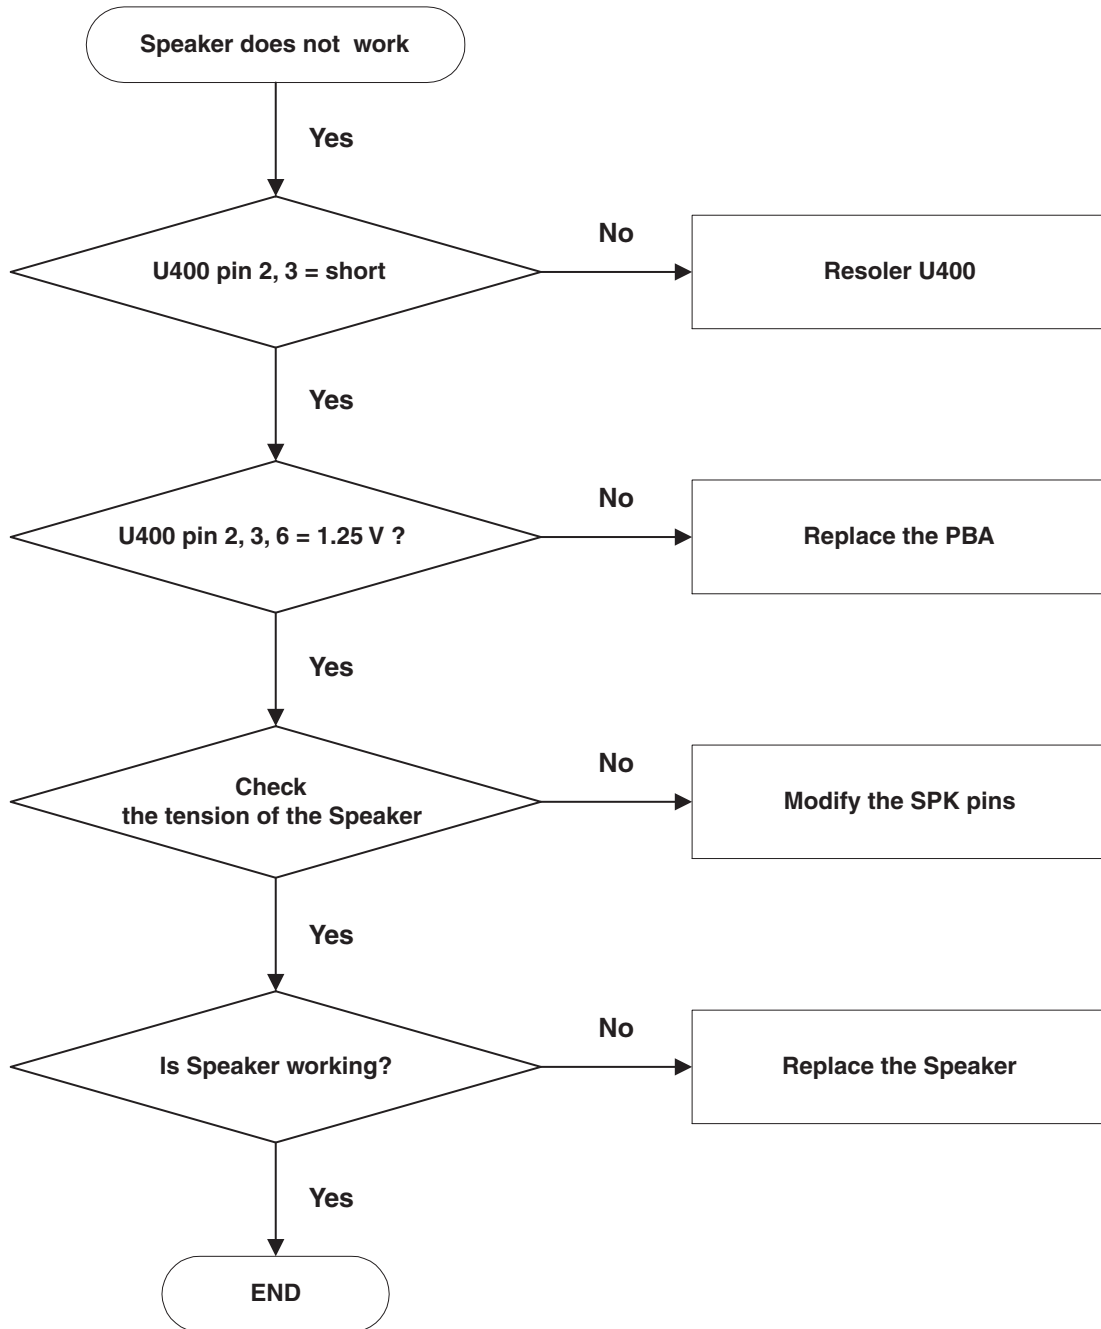 Speaker does not  work
Yes
U400 pin 2, 3 = short
No
Resoler U400
Yes
U400 pin 2, 3, 6 = 1.25 V ?
No
Replace the PBA
Yes
Check
the tension of the Speaker
No
Modify the SPK pins
Yes
Is Speaker working?
No
Replace the Speaker
Yes
END